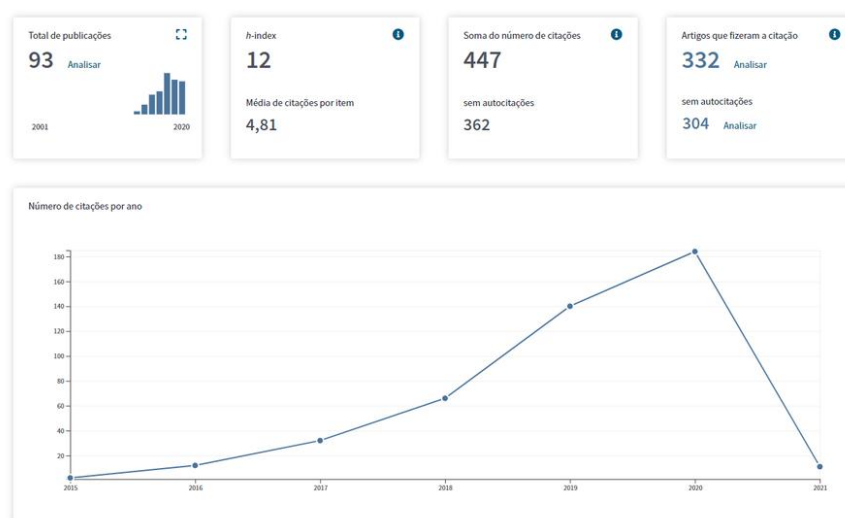 Total de publicações
93 Analisar
2001 2020
h-index
12
Média de citações por item
4,81
Soma do número de citações
447
sem autocitações
362
Artigos que fizeram a citação
332 Analisar
sem autocitações
304 Analisar
Número de citações por ano
180
160
140
120
100
80
60
40
20
2015 2016 2017 2018 2019 2020 2021